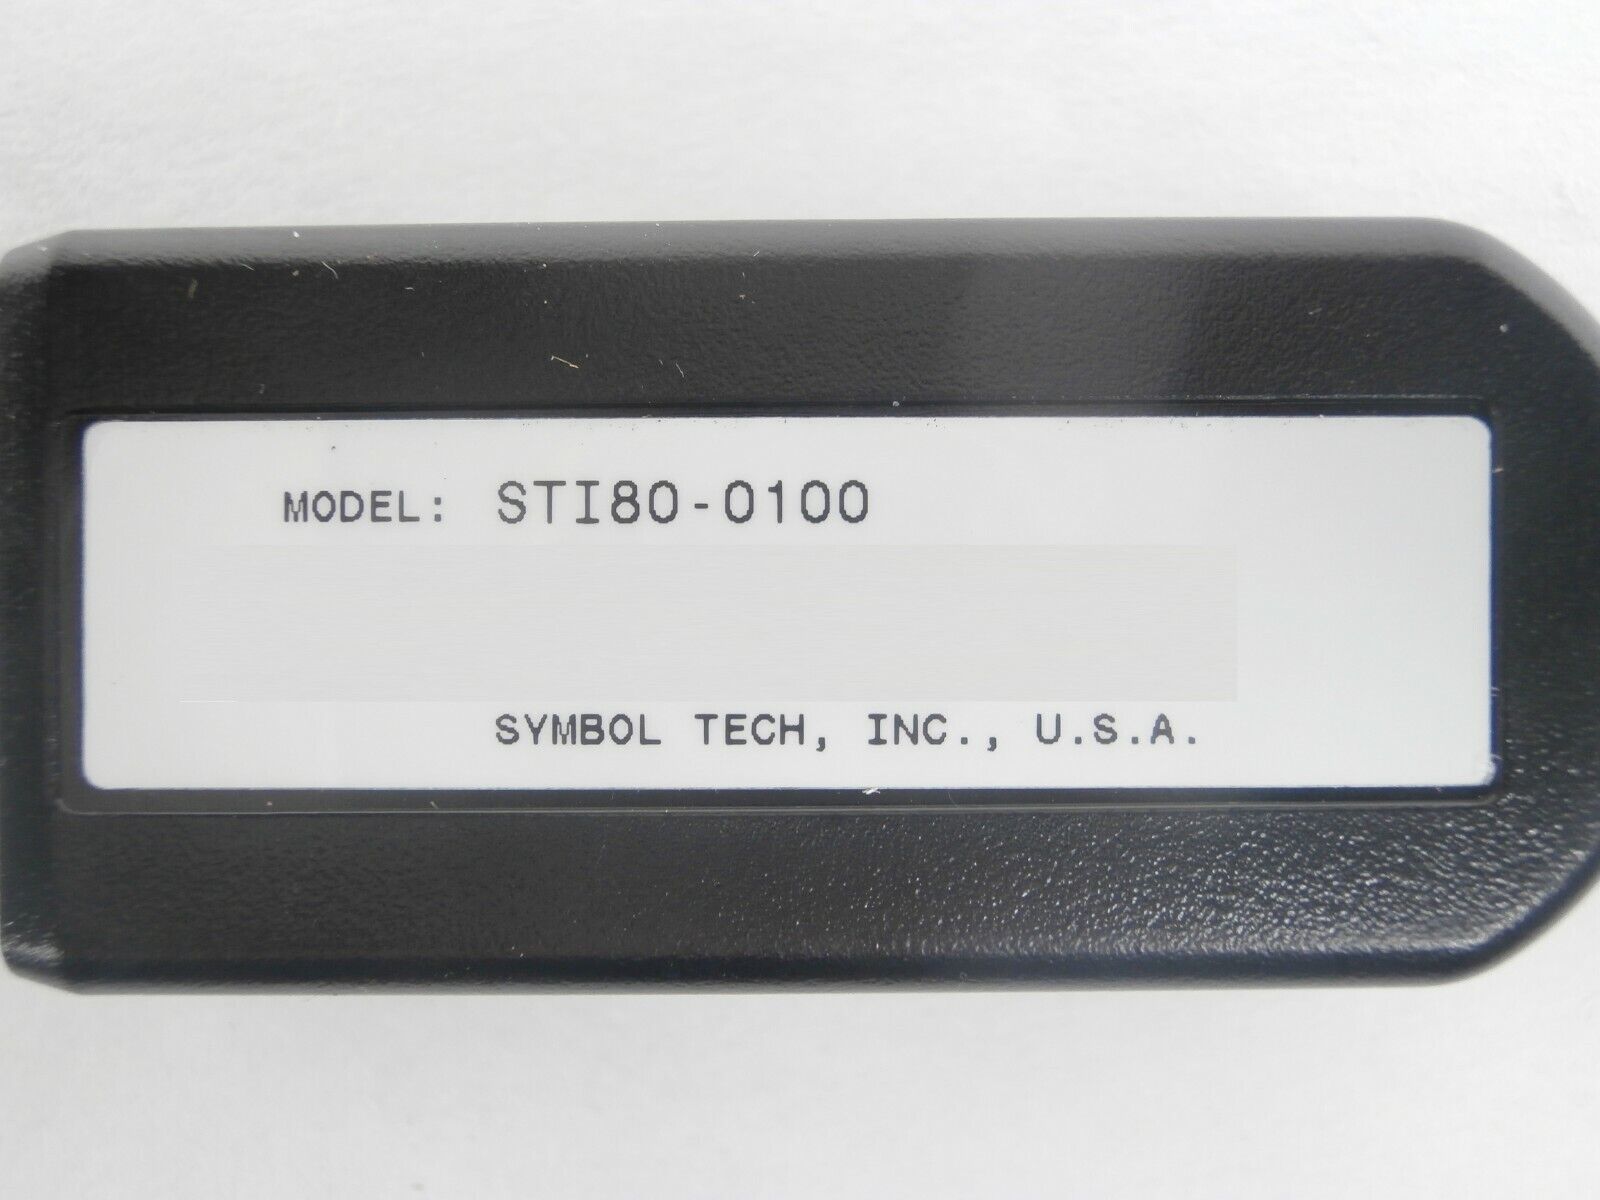 MODEL: STI80-0100
SYMBOL TECH, INC., U.S.A.